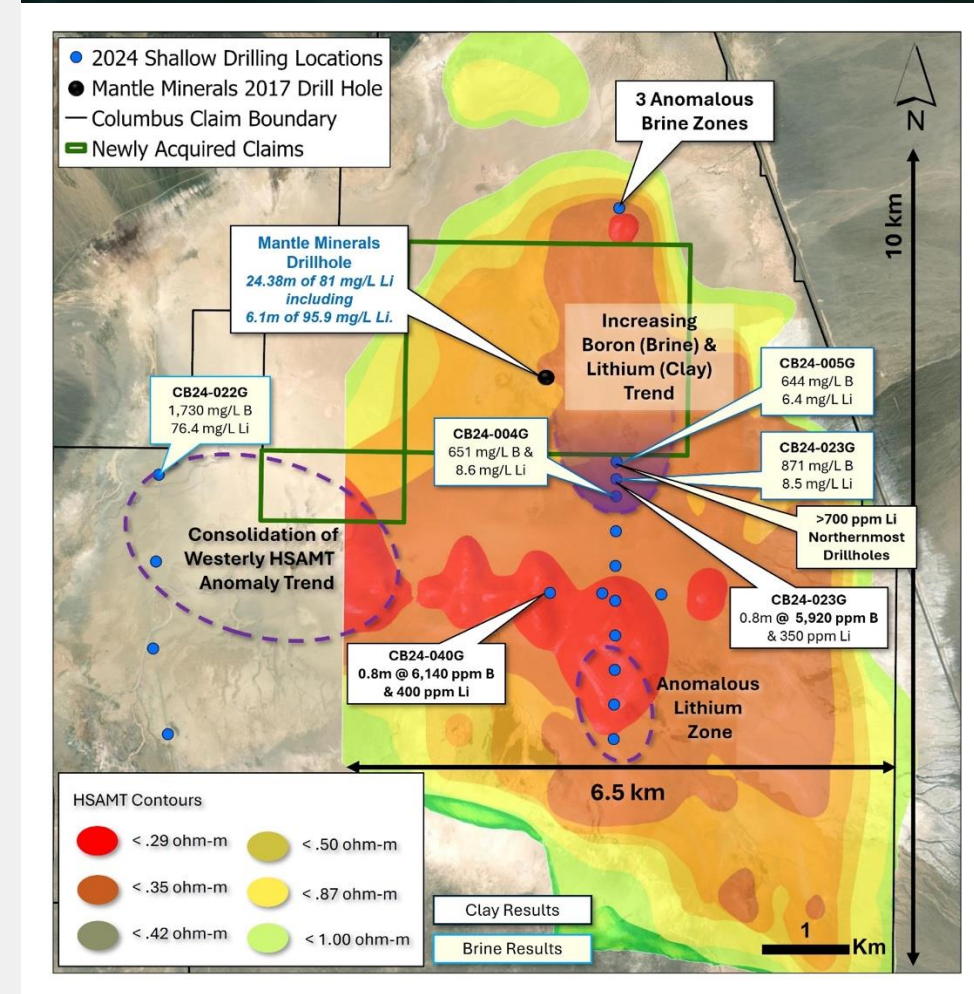 2024 Shallow Drilling Locations
Mantle Minerals 2017 Drill Hole
Columbus Claim Boundary
Newly Acquired Claims
3 Anomalous
Brine Zones
N
10 km
Mantle Minerals
Drillhole
24.38m of 81 mg/L Li
including
6.1m of 95.9 mg/L Li.
Increasing
Boron (Brine) &
Lithium (Clay)
Trend
CB24-005G
644 mg/L B
6.4 mg/L Li
CB24-022G
1,730 mg/L B
76.4 mg/L Li
CB24-004G
651 mg/L B &
8.6 mg/L Li
CB24-023G
871 mg/L B
8.5 mg/L Li
>700 ppm Li
Northernmost
Drillholes
Consolidation of
Westerly HSAMT
Anomaly Trend
CB24-023G
0.8m @ 5,920 ppm B
& 350 ppm Li
CB24-040G
0.8m @ 6,140 ppm B
& 400 ppm Li
Anomalous
Lithium
Zone
6.5 km
HSAMT Contours
< .29 ohm-m
< .50 ohm-m
< .35 ohm-m
< .87 ohm-m
< .42 ohm-m
< 1.00 ohm-m
Clay Results
Brine Results
1
Km